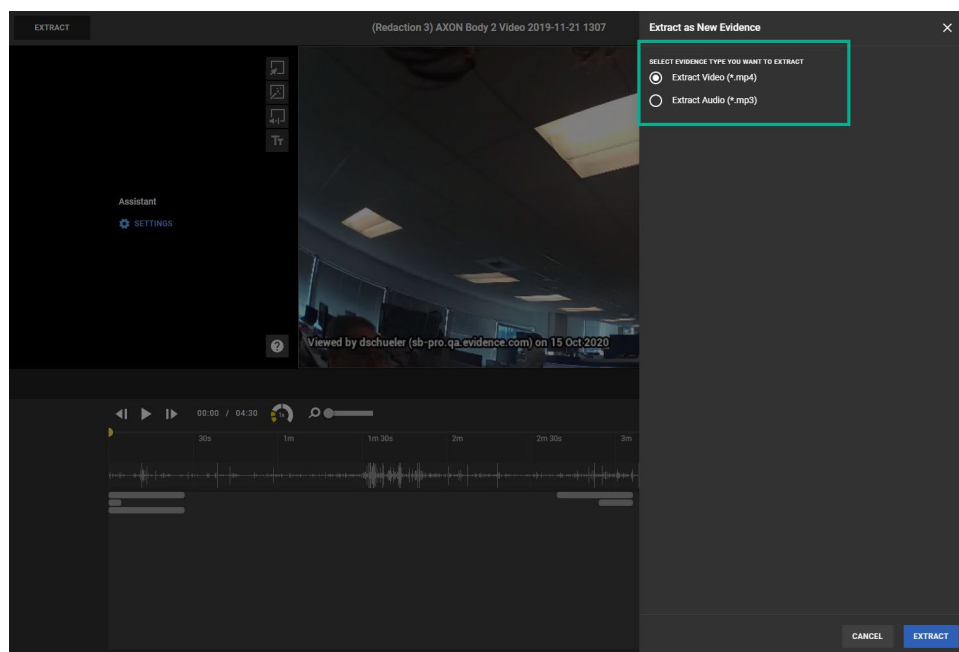 EXTRACT
(Redaction 3) AXON Body 2 Video 2019-11-21 1307
Extract as New Evidence
SELECT EVIDENCE TYPE YOU WANT TO EXTRACT
Extract Video (*.mp4)
Extract Audio (*.mp3)
Tт
Assistant
SETTINGS
?
Viewed by dschueler (sb-pro.qa.evidence.com) on 15 Oct 2020
00:00 / 04:30
1x
30s 1m 1m 30s 2m 2m 30s 3m
CANCEL EXTRACT